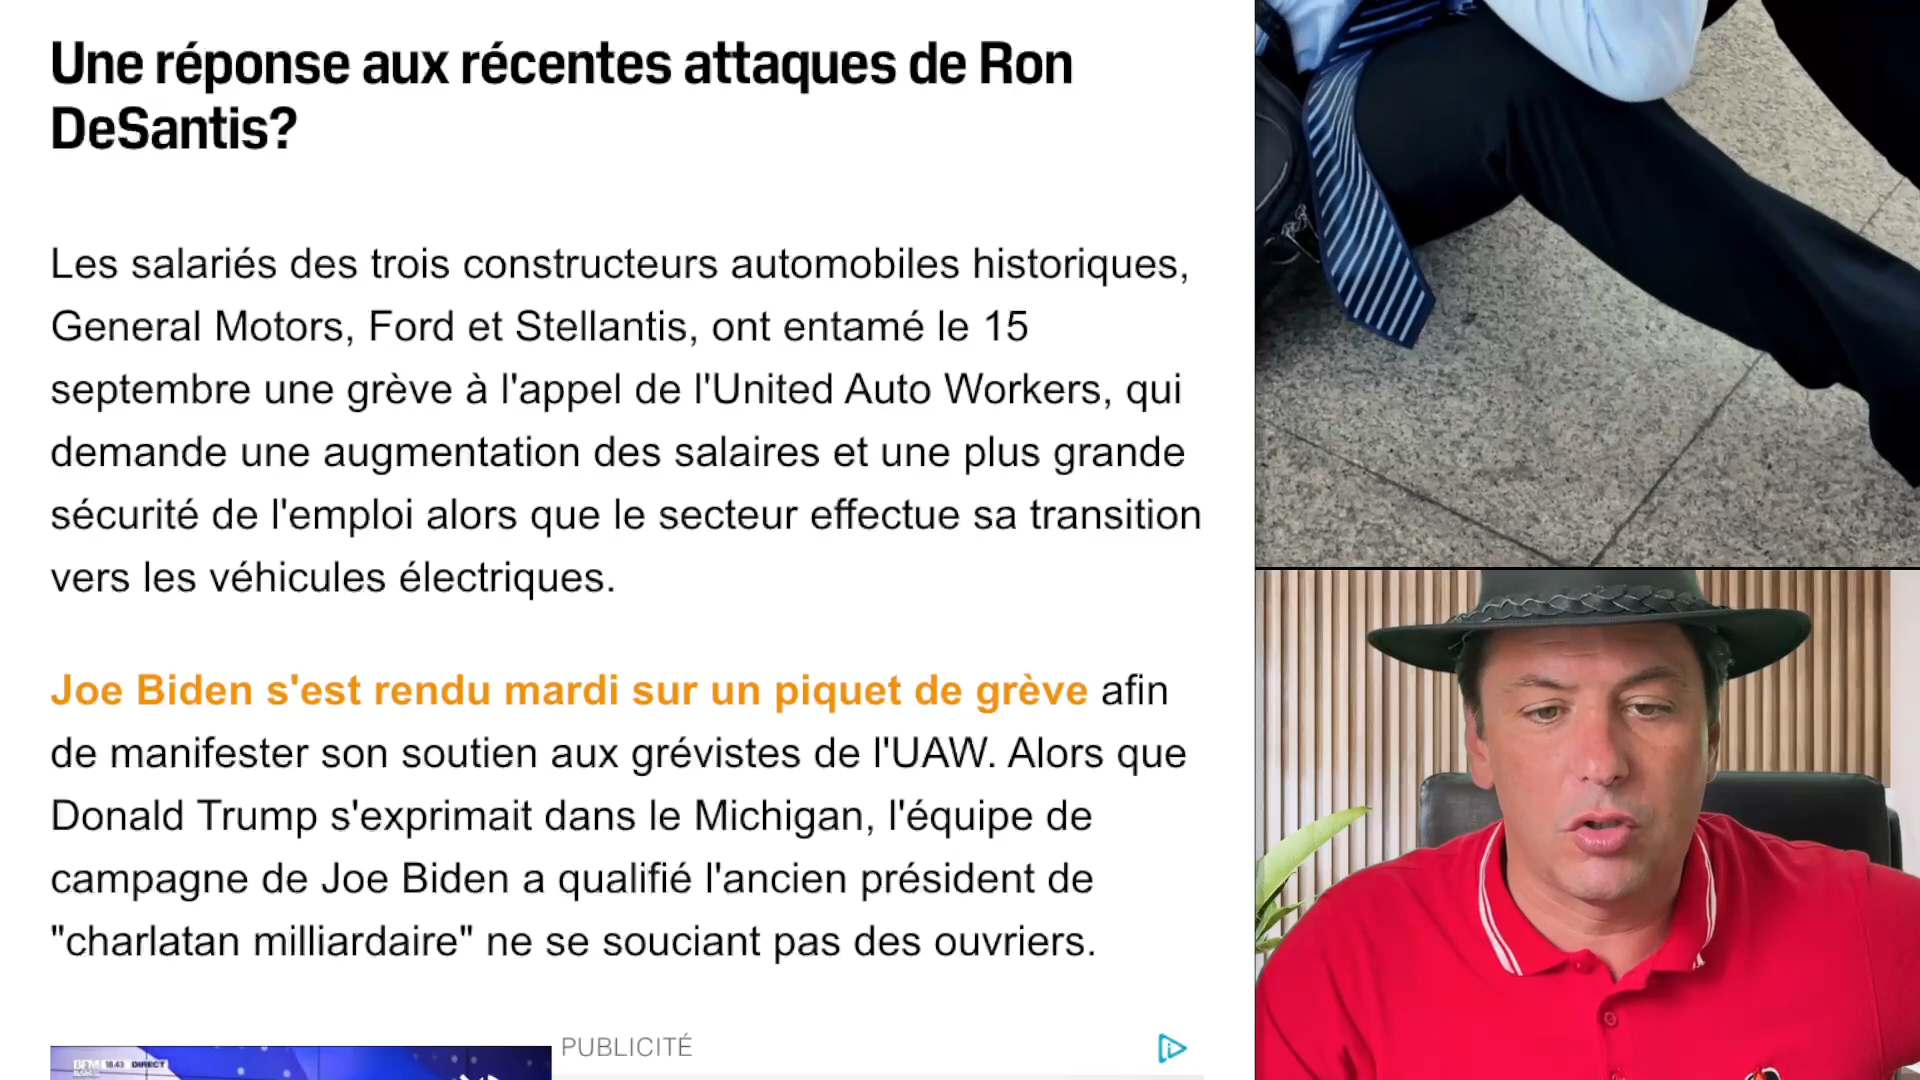 Une réponse aux récentes attaques de Ron
DeSantis?
Les salariés des trois constructeurs automobiles historiques,
General Motors, Ford et Stellantis, ont entamé le 15
septembre une grève à l'appel de l'United Auto Workers, qui
demande une augmentation des salaires et une plus grande
sécurité de l'emploi alors que le secteur effectue sa transition
vers les véhicules électriques.
Joe Biden s'est rendu mardi sur un piquet de grève afin
de manifester son soutien aux grévistes de l'UAW. Alors que
Donald Trump s'exprimait dans le Michigan, l'équipe de
campagne de Joe Biden a qualifié l'ancien président de
"charlatan milliardaire" ne se souciant pas des ouvriers.
PUBLICITÉ
BFM 18.43 DIRECT